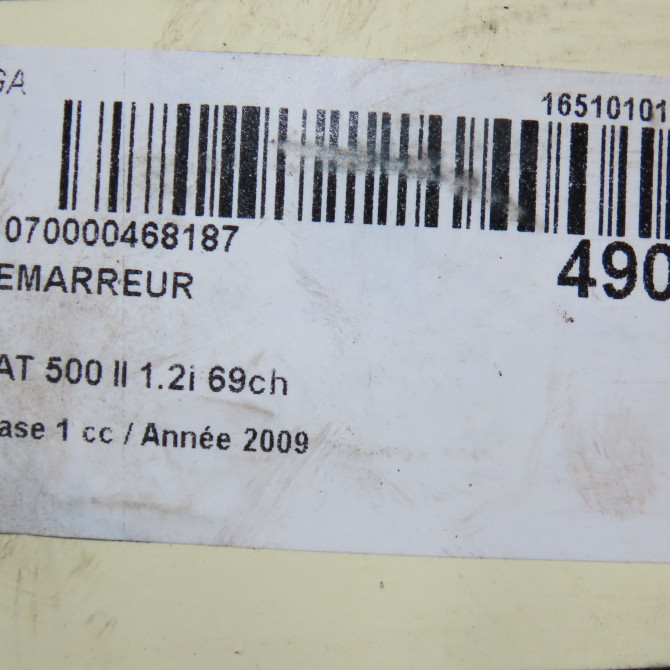 GA
16510101
070000468187
EMARREUR
490
AT 500 II 1.2i 69ch
ase 1 cc / Année 2009